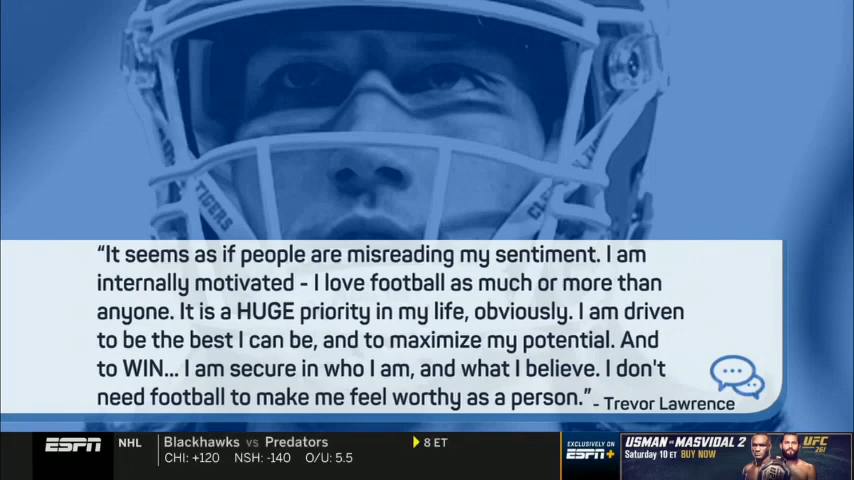 TIGERS
CLE
“It seems as if people are misreading my sentiment. I am
internally motivated - I love football as much or more than
anyone. It is a HUGE priority in my life, obviously. I am driven
to be the best I can be, and to maximize my potential. And
to WIN... I am secure in who I am, and what I believe. I don't
need football to make me feel worthy as a person.” - Trevor Lawrence
ESPN
NHL
Blackhawks vs Predators
8 ET
CHI: +120 NSH: -140 O/U: 5.5
EXCLUSIVELY ON
ESPN+
USMAN vs MASVIDAL 2
Saturday 10 ET BUY NOW
UFC
261